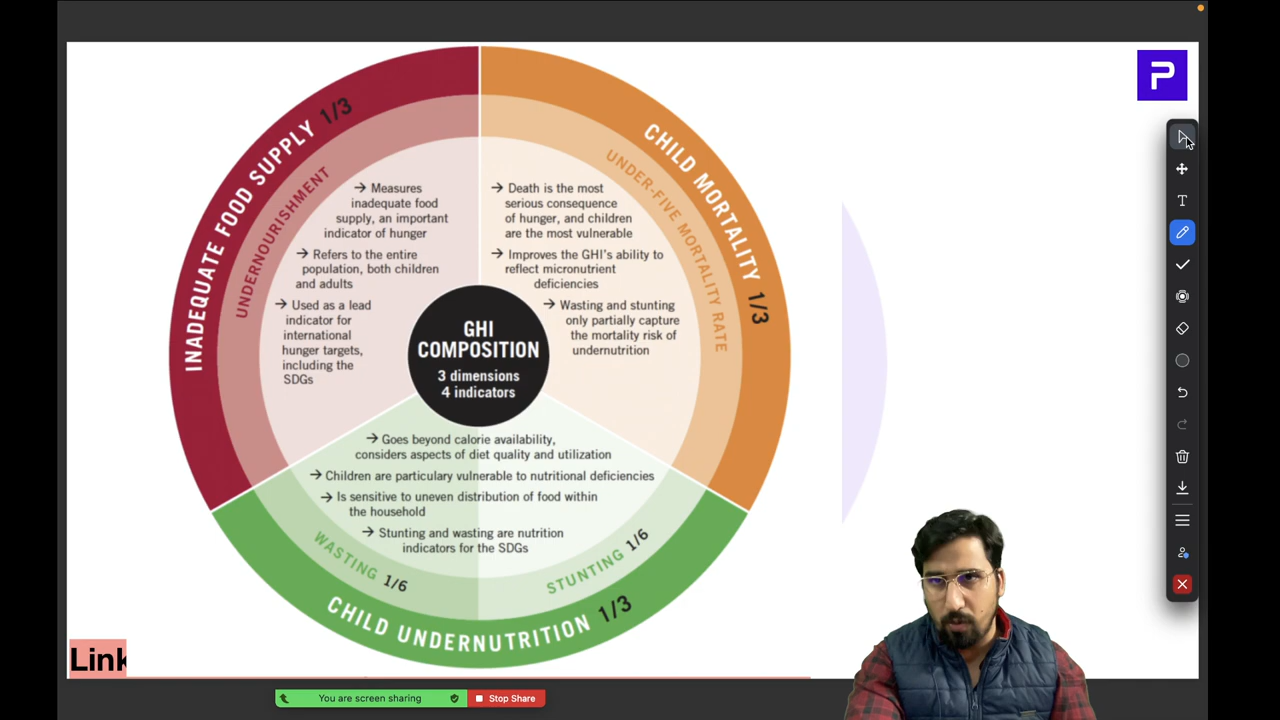 P
INADEQUATE FOOD SUPPLY 1/3
UNDERNOURISHMENT
→ Measures
inadequate food
supply, an important
indicator of hunger
→ Refers to the entire
population, both children
and adults
→ Used as a lead
indicator for
international
hunger targets,
including the
SDGs
CHILD MORTALITY 1/3
UNDER-FIVE MORTALITY RATE
→ Death is the most
serious consequence
of hunger, and children
are the most vulnerable
→ Improves the GHI's ability to
reflect micronutrient
deficiencies
→ Wasting and stunting
only partially capture
the mortality risk of
undernutrition
GHI
COMPOSITION
3 dimensions
4 indicators
→ Goes beyond calorie availability,
considers aspects of diet quality and utilization
→ Children are particulary vulnerable to nutritional deficiencies
→ Is sensitive to uneven distribution of food within
the household
→ Stunting and wasting are nutrition
indicators for the SDGs
WASTING 1/6
STUNTING 1/6
CHILD UNDERNUTRITION 1/3
T
Link
You are screen sharing
Stop Share